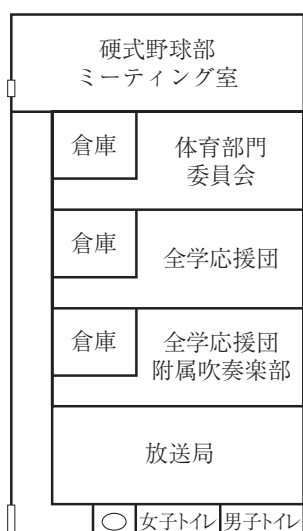 硬式野球部
ミーティング室
倉庫
体育部門
委員会
倉庫
全学応援団
倉庫
全学応援団
附属吹奏楽部
放送局
女子トイレ
男子トイレ